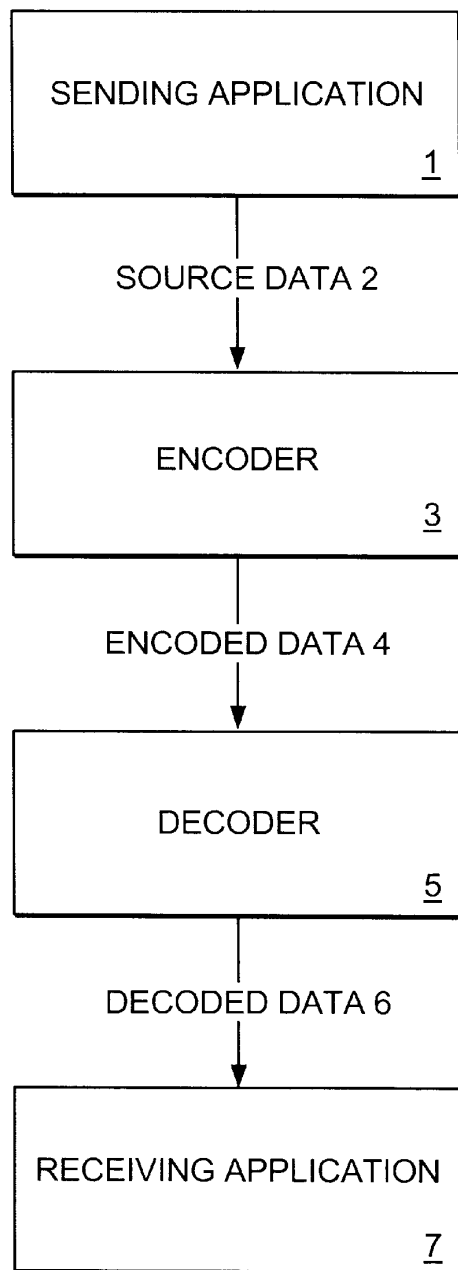 SENDING APPLICATION
1
SOURCE DATA 2
ENCODER
3
ENCODED DATA 4
DECODER
5
DECODED DATA 6
RECEIVING APPLICATION
7